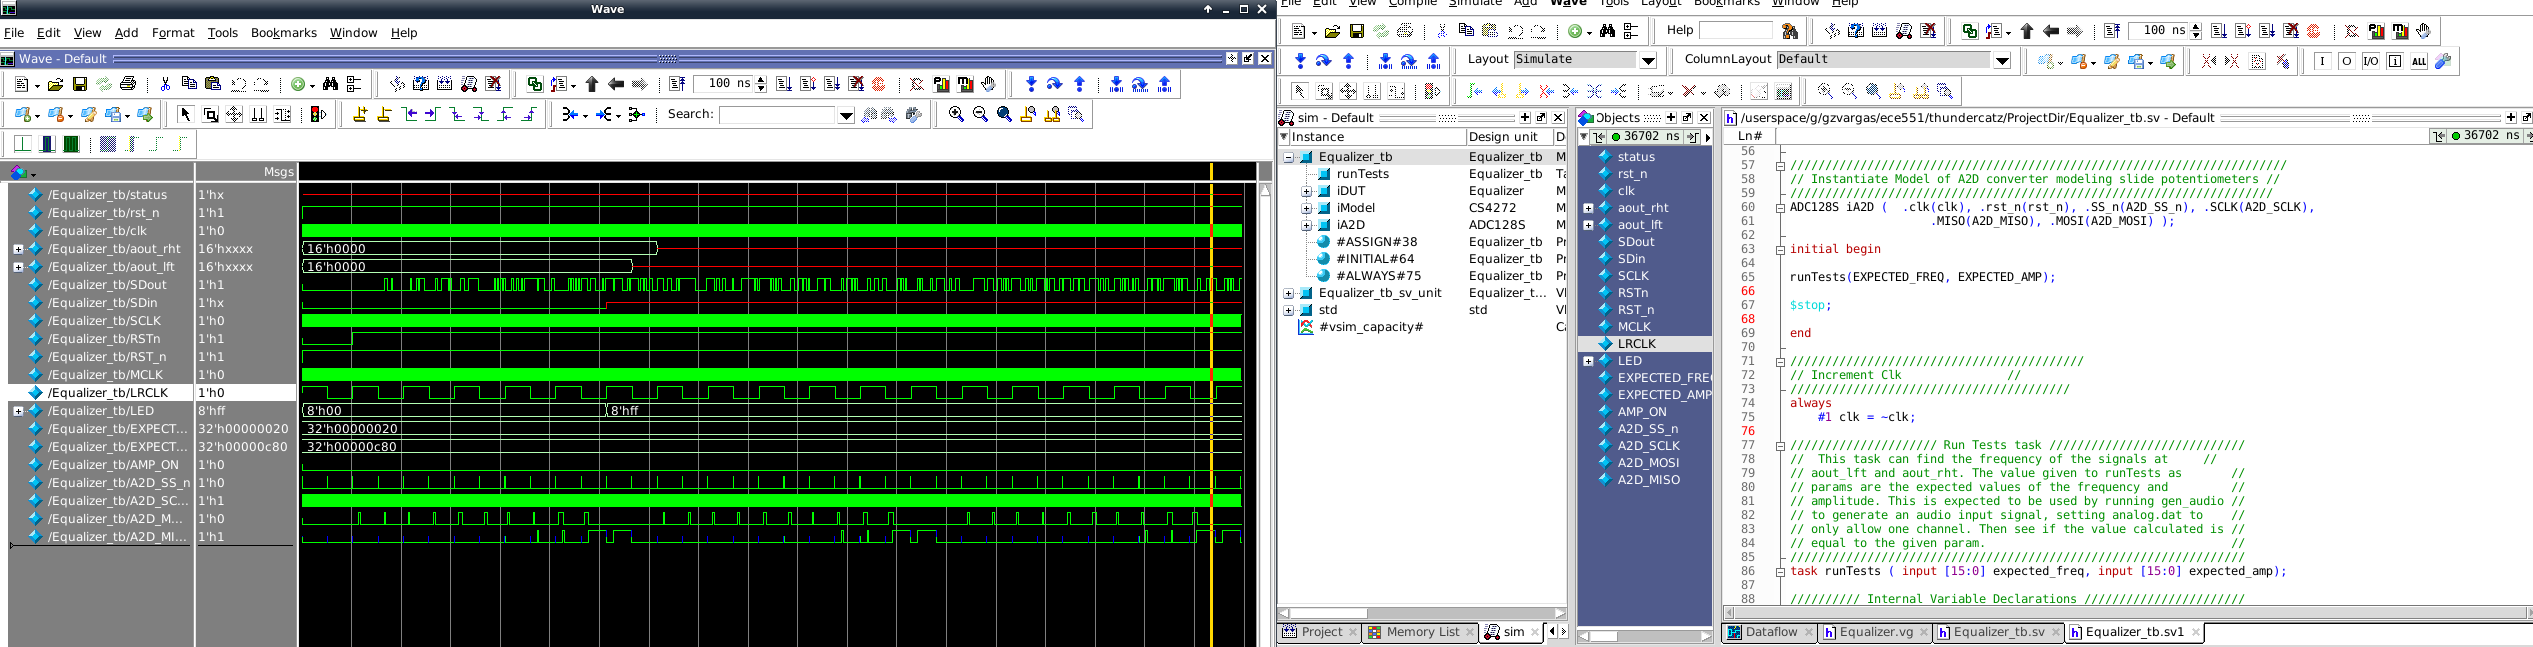 Wave
File Edit View Add Format Tools Bookmarks Window Help
Wave - Default
100 ns
Search:
Msgs
/Equalizer_tb/status 1'hx
/Equalizer_tb/rst_n 1'h1
/Equalizer_tb/clk 1'h0
/Equalizer_tb/aout_rht 16'hxxxx 16'h0000
/Equalizer_tb/aout_lft 16'hxxxx 16'h0000
/Equalizer_tb/SDout 1'h1
/Equalizer_tb/SDin 1'hx
/Equalizer_tb/SCLK 1'h0
/Equalizer_tb/RSTn 1'h1
/Equalizer_tb/RST_n 1'h1
/Equalizer_tb/MCLK 1'h0
/Equalizer_tb/LRCLK 1'h0
/Equalizer_tb/LED 8'hff 8'h00 8'hff
/Equalizer_tb/EXPECT... 32'h00000020 32'h00000020
/Equalizer_tb/EXPECT... 32'h00000c80 32'h00000c80
/Equalizer_tb/AMP_ON 1'h0
/Equalizer_tb/A2D_SS_n 1'h0
/Equalizer_tb/A2D_SC... 1'h1
/Equalizer_tb/A2D_M... 1'h0
/Equalizer_tb/A2D_MI... 1'h1
File Edit View Compile Simulate Add Wave Tools Layout Bookmarks Window Help
Help
100 ns
Layout Simulate
ColumnLayout Default
I O I/O ALL
sim - Default
Instance Design unit D
Equalizer_tb Equalizer_tb M
runTests Equalizer_tb Ta
iDUT Equalizer M
iModel CS4272 M
iA2D ADC128S M
#ASSIGN#38 Equalizer_tb Pr
#INITIAL#64 Equalizer_tb Pr
#ALWAYS#75 Equalizer_tb Pr
Equalizer_tb_sv_unit Equalizer_t... VI
std std VI
#vsim_capacity# Ca
Project Memory List sim
Objects
36702 ns
status
rst_n
clk
aout_rht
aout_lft
SDout
SDin
SCLK
RSTn
RST_n
MCLK
LRCLK
LED
EXPECTED_FRE
EXPECTED_AMP
AMP_ON
A2D_SS_n
A2D_SCLK
A2D_MOSI
A2D_MISO
/userspace/g/gzvargas/ece551/thundercatz/ProjectDir/Equalizer_tb.sv - Default
Ln# 36702 ns
56
57 /////////////////////////////////////////////////////////////////////
58 // Instantiate Model of A2D converter modeling slide potentiometers //
59 /////////////////////////////////////////////////////////////////////
60 ADC128S iA2D ( .clk(clk), .rst_n(rst_n), .SS_n(A2D_SS_n), .SCLK(A2D_SCLK),
61 .MISO(A2D_MISO), .MOSI(A2D_MOSI) );
62
63 initial begin
64
65 runTests(EXPECTED_FREQ, EXPECTED_AMP);
66
67 $stop;
68
69 end
70
71 //////////////////////////////////////////
72 // Increment Clk //
73 ////////////////////////////////////////
74 always
75 #1 clk = ~clk;
76
77 ///////////////////// Run Tests task ////////////////////////////
78 // This task can find the frequency of the signals at //
79 // aout_lft and aout_rht. The value given to runTests as //
80 // params are the expected values of the frequency and //
81 // amplitude. This is expected to be used by running gen_audio //
82 // to generate an audio input signal, setting analog.dat to //
83 // only allow one channel. Then see if the value calculated is //
84 // equal to the given param. //
85 /////////////////////////////////////////////////////////////////
86 task runTests ( input [15:0] expected_freq, input [15:0] expected_amp);
87
88 ////////// Internal Variable Declarations ///////////////////////
Dataflow Equalizer.vg Equalizer_tb.sv Equalizer_tb.sv1